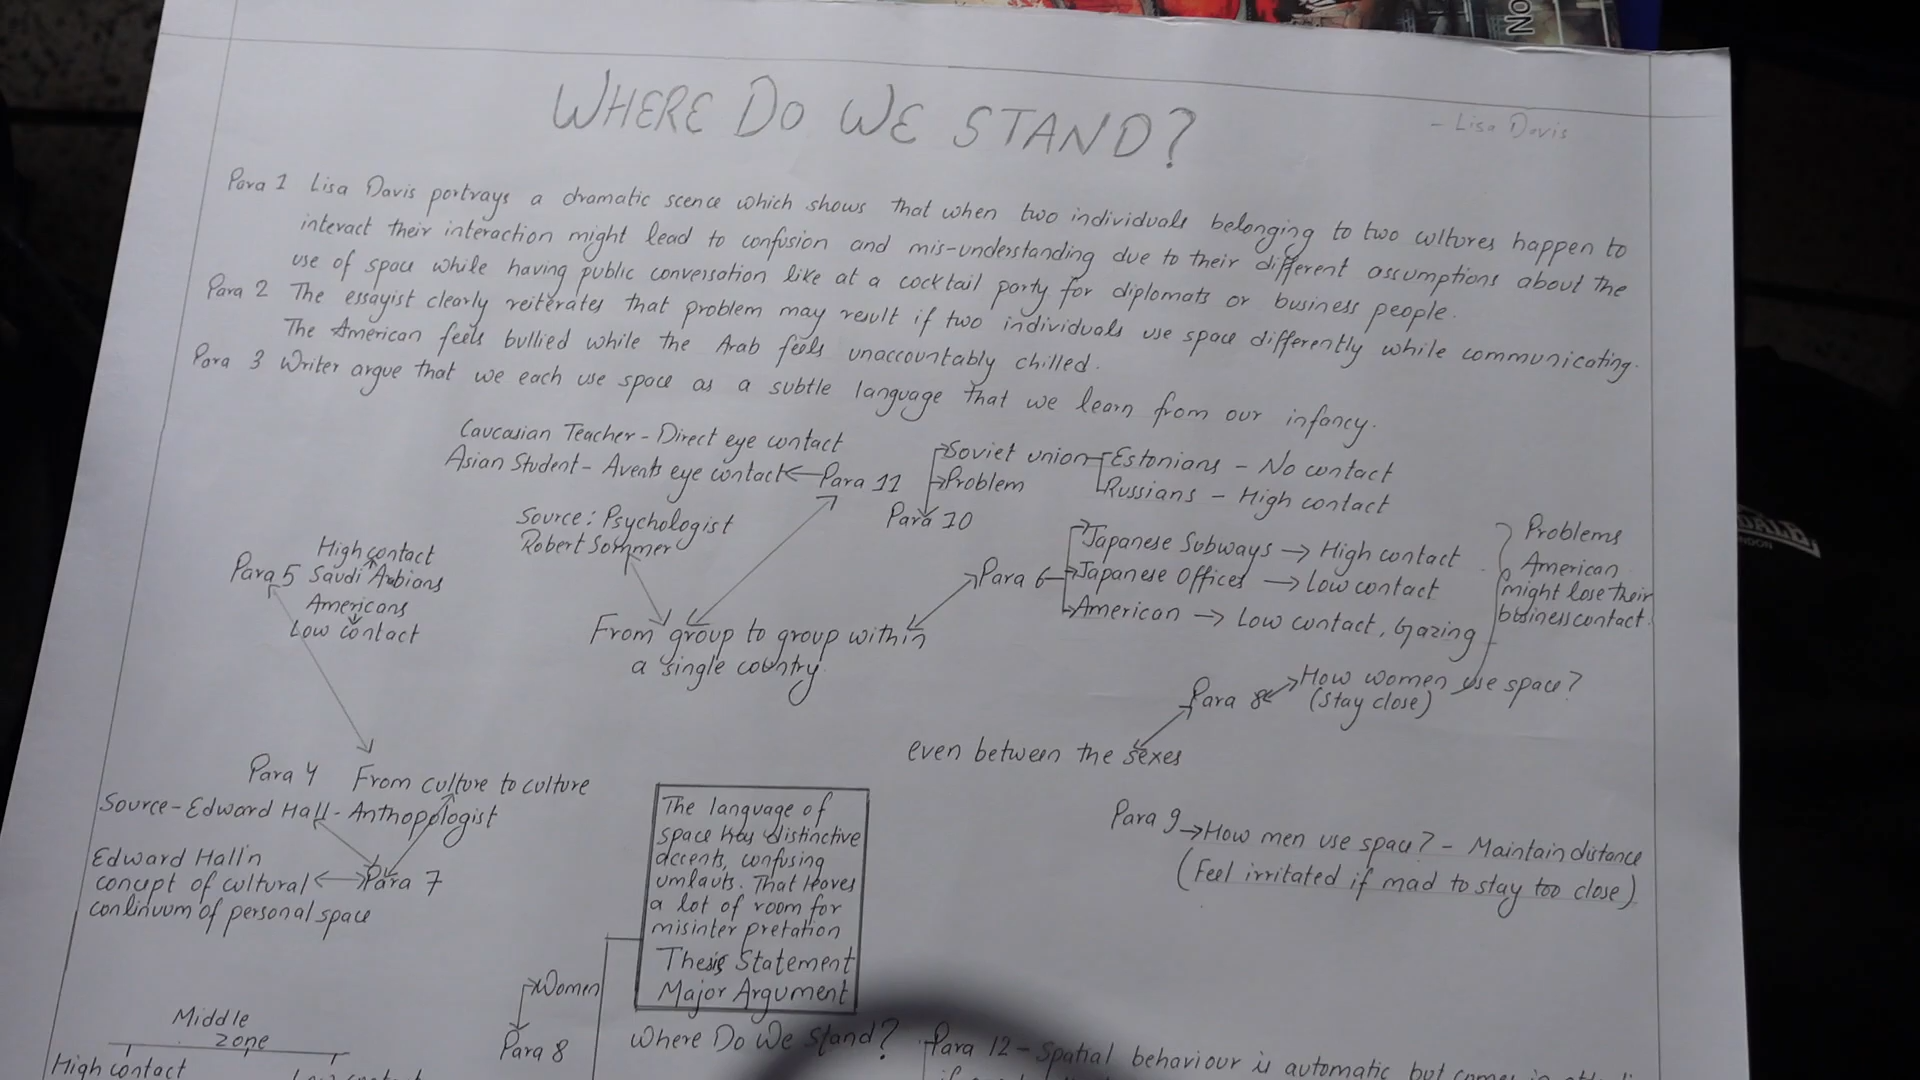 WHERE DO WE STAND?
- Lisa Davis
Para 1 Lisa Davis portrays a dramatic scence which shows that when two individuals belonging to two cultures happen to
interact their interaction might lead to confusion and mis-understanding due to their different assumptions about the
use of space while having public conversation like at a cocktail party for diplomats or business people.
Para 2 The essayist clearly reiterates that problem may result if two individuals use space differently while communicating.
The American feels bullied while the Arab feels unaccountably chilled.
Para 3 Writer argue that we each use space as a subtle language that we learn from our infancy.
Caucasian Teacher - Direct eye contact
Asian Student - Avents eye contact
Para 11
Soviet union
Problem
Para 10
Estonians - No contact
Russians - High contact
Source: Psychologist
Robert Sommer
High contact
Para 5 Saudi Arabians
Americans
Low contact
Para 6
Japanese Subways → High contact
Japanese Offices → Low contact
American → Low contact, Gazing
Problems
American
might lose their
business contact
From group to group within
a single country
Para 8
How women use space?
(Stay close)
even between the sexes
Para 4 From culture to culture
Source - Edward Hall - Anthopologist
Edward Hall'n
concept of cultural
continuum of personal space
Para 7
The language of
space has distinctive
accents, confusing
umlauts. That leaves
a lot of room for
misinter pretation
Thesis Statement
Major Argument
Para 9 → How men use space? - Maintain distance
(Feel irritated if mad to stay too close)
Women
Para 8
Where Do We Stand?
Middle
zone
High contact
Para 12 - Spatial behaviour is automatic but comes in
NO